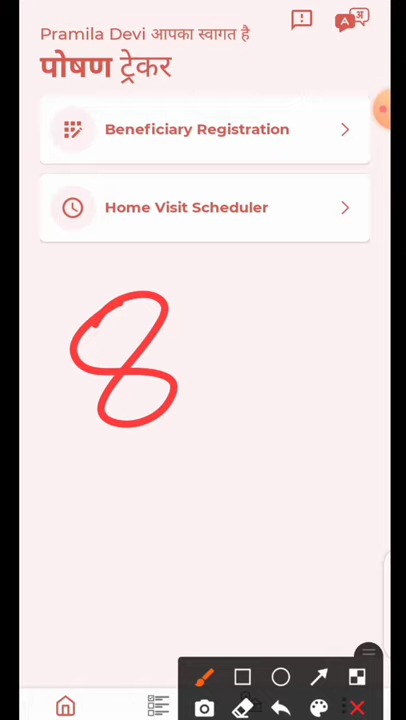 Pramila Devi आपका स्वागत है
पोषण ट्रेकर
Beneficiary Registration
Home Visit Scheduler
8